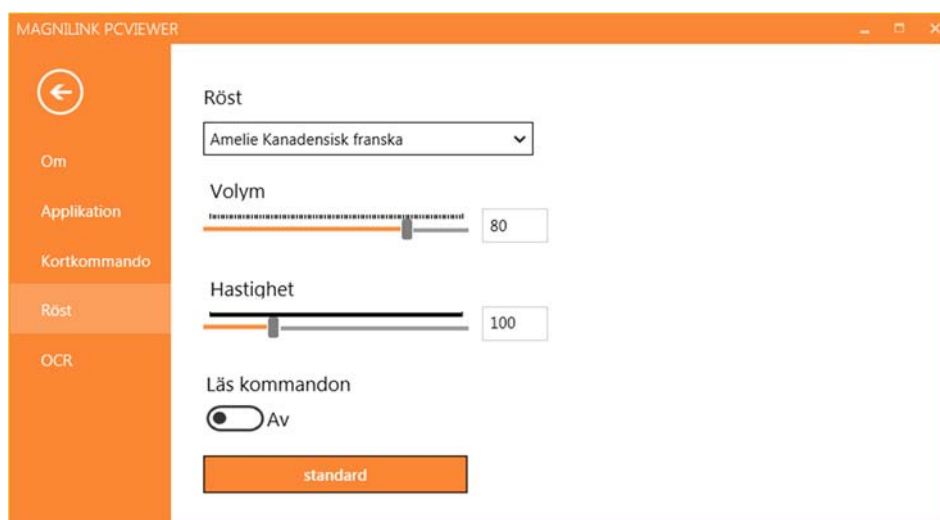 MAGNILINK PCVIEWER
Om
Applikation
Kortkommando
Röst
OCR
Röst
Amelie Kanadensisk franska
Volym
80
Hastighet
100
Läs kommandon
Av
standard